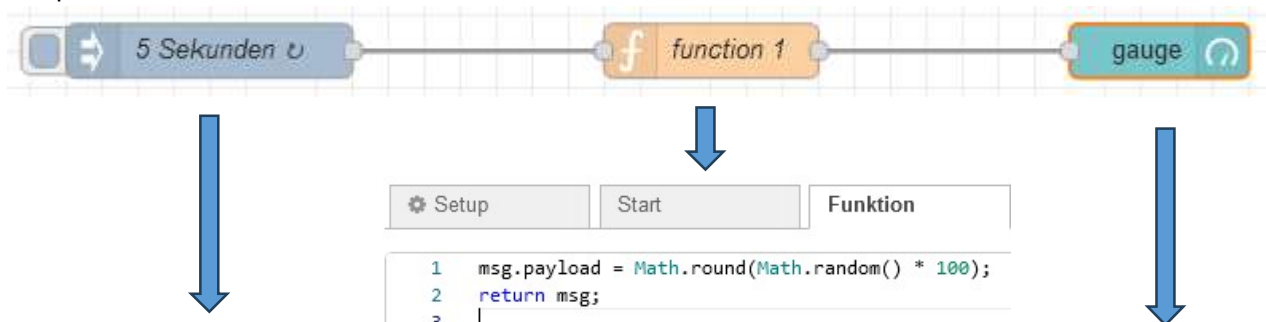 5 Sekunden ↻ function 1 gauge
Setup Start Funktion
1 msg.payload = Math.round(Math.random() * 100);
2 return msg;
3